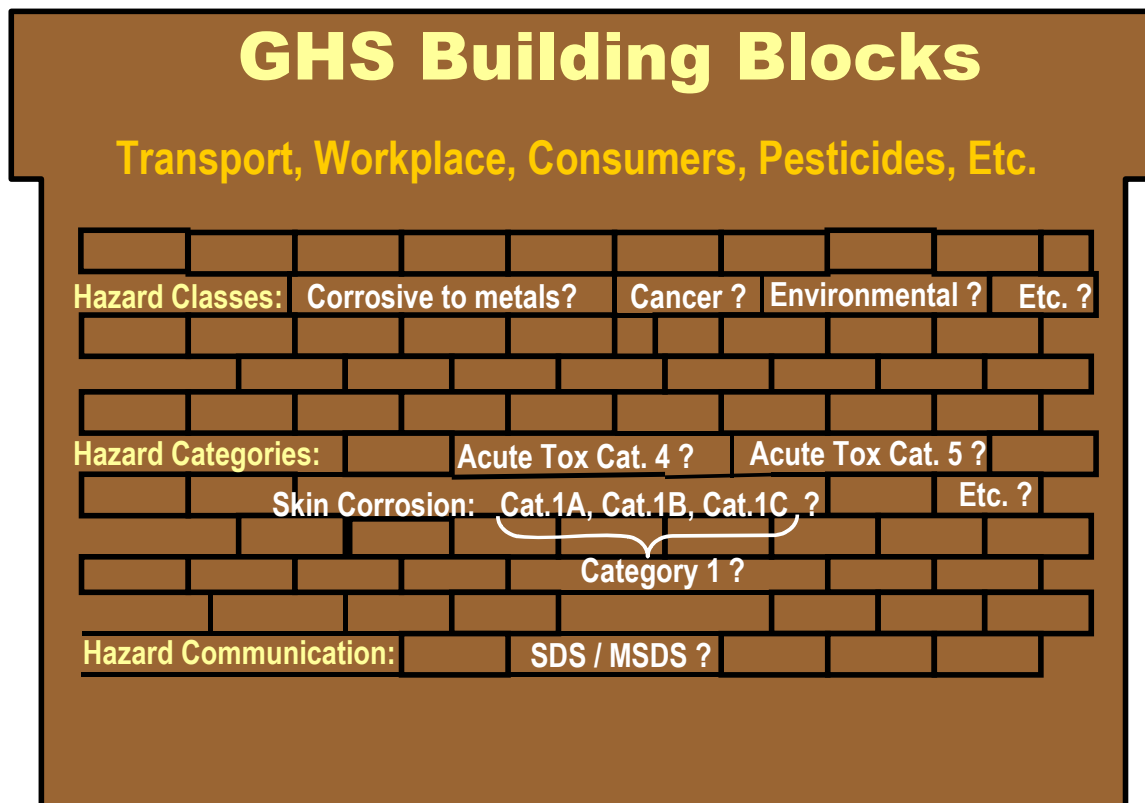 GHS Building Blocks
Transport, Workplace, Consumers, Pesticides, Etc.
Hazard Classes: Corrosive to metals? Cancer ? Environmental ? Etc. ?
Hazard Categories: Acute Tox Cat. 4 ? Acute Tox Cat. 5 ?
Etc. ?
Skin Corrosion: Cat.1A, Cat.1B, Cat.1C ?
Category 1 ?
Hazard Communication: SDS / MSDS ?